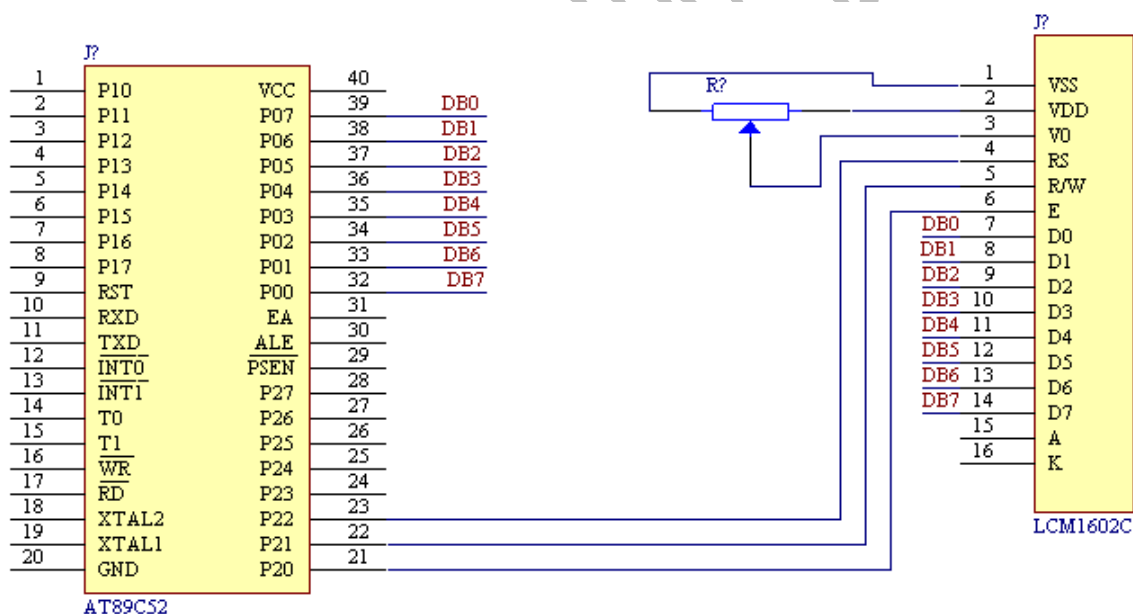 J?
1 P10 VCC 40
2 P11 P07 39 DB0
3 P12 P06 38 DB1
4 P13 P05 37 DB2
5 P14 P04 36 DB3
6 P15 P03 35 DB4
7 P16 P02 34 DB5
8 P17 P01 33 DB6
9 RST P00 32 DB7
10 RXD EA 31
11 TXD ALE 30
12 INT0 PSEN 29
13 INT1 P27 28
14 T0 P26 27
15 T1 P25 26
16 WR P24 25
17 RD P23 24
18 XTAL2 P22 23
19 XTAL1 P21 22
20 GND P20 21
AT89C52
R?
J?
1 VSS
2 VDD
3 V0
4 RS
5 R/W
6 E
DB0 7 D0
DB1 8 D1
DB2 9 D2
DB3 10 D3
DB4 11 D4
DB5 12 D5
DB6 13 D6
DB7 14 D7
15 A
16 K
LCM1602C